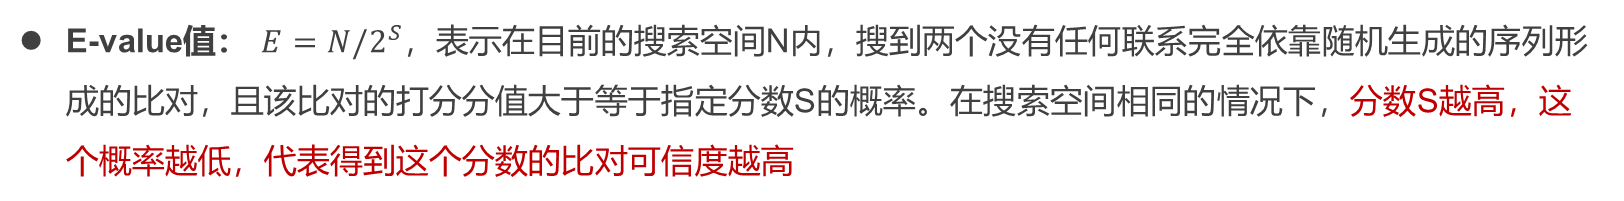 ● E-value值： E = N/2^S，表示在目前的搜索空间N内，搜到两个没有任何联系完全依靠随机生成的序列形
成的比对，且该比对的打分分值大于等于指定分数S的概率。在搜索空间相同的情况下，分数S越高，这
个概率越低，代表得到这个分数的比对可信度越高